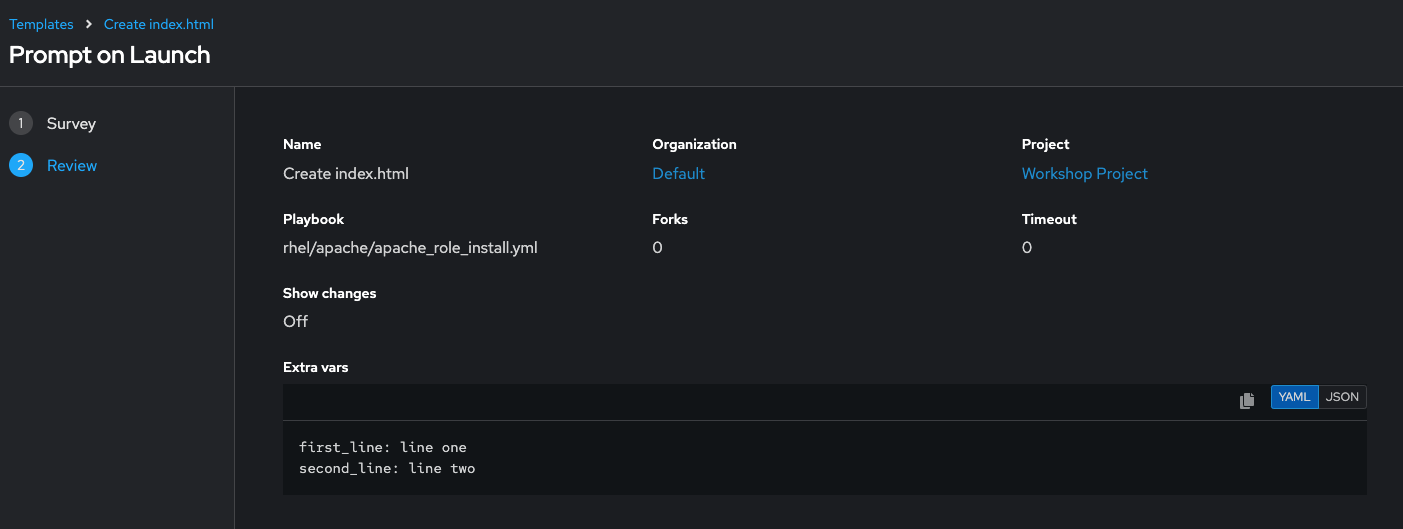 Templates > Create index.html
Prompt on Launch
1 Survey
2 Review
Name Organization Project
Create index.html Default Workshop Project
Playbook Forks Timeout
rhel/apache/apache_role_install.yml 0 0
Show changes
Off
Extra vars
YAML JSON
first_line: line one
second_line: line two